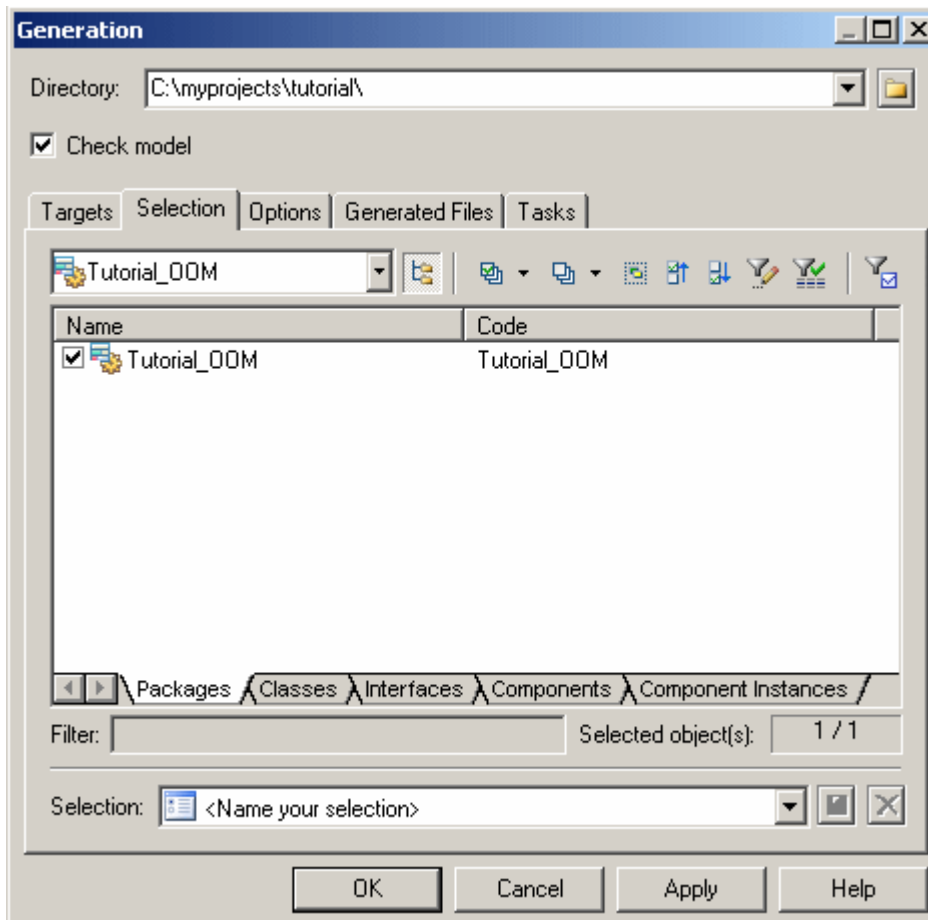 Generation
Directory: C:\myprojects\tutorial\
Check model
Targets Selection Options Generated Files Tasks
Tutorial_OOM
Name Code
Tutorial_OOM Tutorial_OOM
Packages Classes Interfaces Components Component Instances
Filter: Selected object(s): 1 / 1
Selection: <Name your selection>
OK Cancel Apply Help